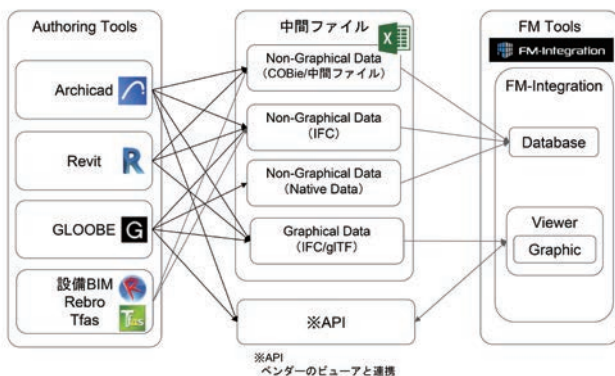 Authoring Tools
Archicad
Revit
R
GLOOBE
G
設備BIM
Rebro
Tfas
R
Tfas
中間ファイル
X
Non-Graphical Data
(COBie/中間ファイル)
Non-Graphical Data
(IFC)
Non-Graphical Data
(Native Data)
Graphical Data
(IFC/glTF)
※API
※API
ベンダーのビューアと連携
FM Tools
FM-Integration
FM-Integration
Database
Viewer
Graphic